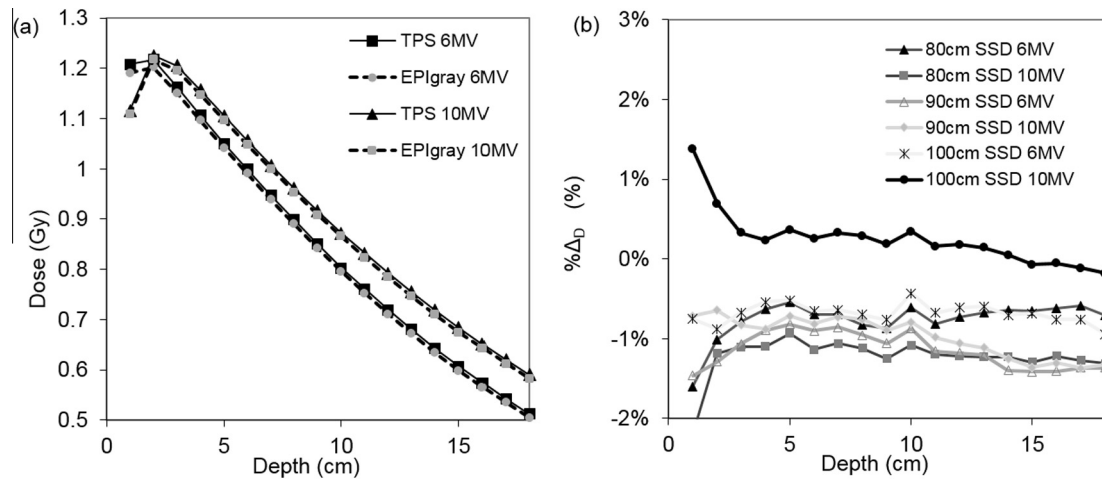 (a)
1.3
1.2
1.1
1
0.9
0.8
0.7
0.6
0.5
Dose (Gy)
TPS 6MV
EPIgray 6MV
TPS 10MV
EPIgray 10MV
0
5
10
15
Depth (cm)
(b)
3%
2%
1%
0%
-1%
-2%
%ΔD (%)
80cm SSD 6MV
80cm SSD 10MV
90cm SSD 6MV
90cm SSD 10MV
100cm SSD 6MV
100cm SSD 10MV
0
5
10
15
Depth (cm)